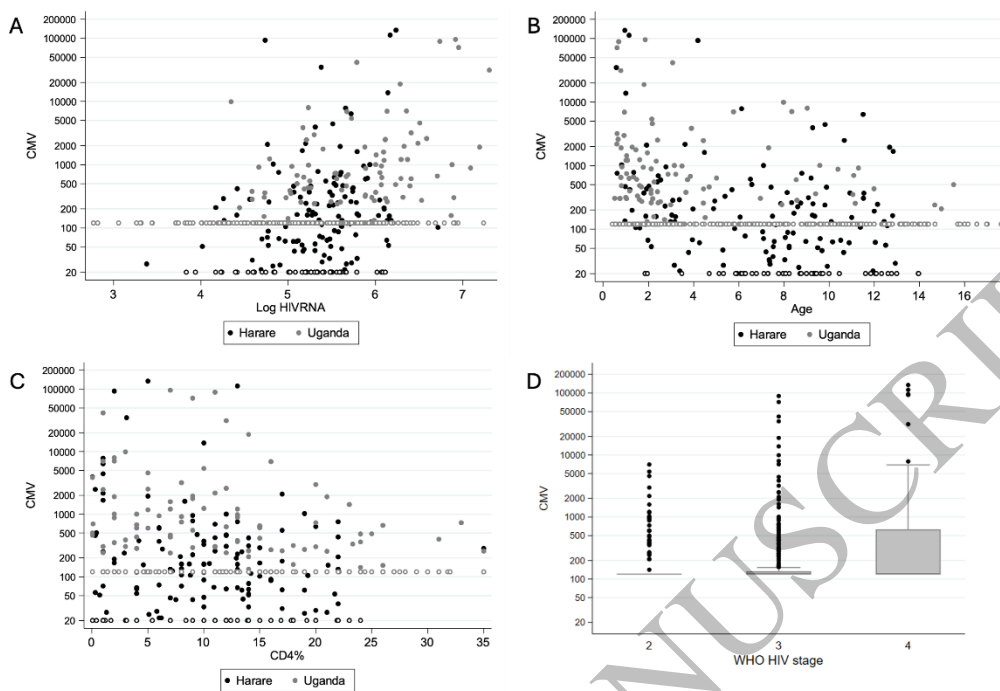 A
200000
100000
50000
20000
10000
5000
2000
1000
500
200
100
50
20
CMV
3 4 5 6 7
Log HIVRNA
Harare Uganda
B
200000
100000
50000
20000
10000
5000
2000
1000
500
200
100
50
20
CMV
0 2 4 6 8 10 12 14 16
Age
Harare Uganda
C
200000
100000
50000
20000
10000
5000
2000
1000
500
200
100
50
20
CMV
0 5 10 15 20 25 30 35
CD4%
Harare Uganda
D
200000
100000
50000
20000
10000
5000
2000
1000
500
200
100
50
20
CMV
2 3 4
WHO HIV stage
NUSCRI